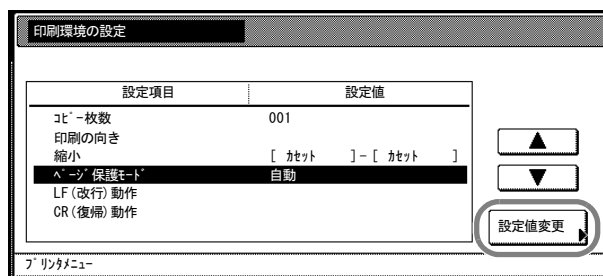 印刷環境の設定
設定項目 設定値
ｺﾋﾟｰ枚数 001
印刷の向き
縮小 [ ｶｾｯﾄ ]-[ ｶｾｯﾄ ]
ﾍﾟｰｼﾞ保護ﾓｰﾄﾞ 自動
LF(改行)動作
CR(復帰)動作
設定値変更
ﾌﾟﾘﾝﾀﾒﾆｭｰ